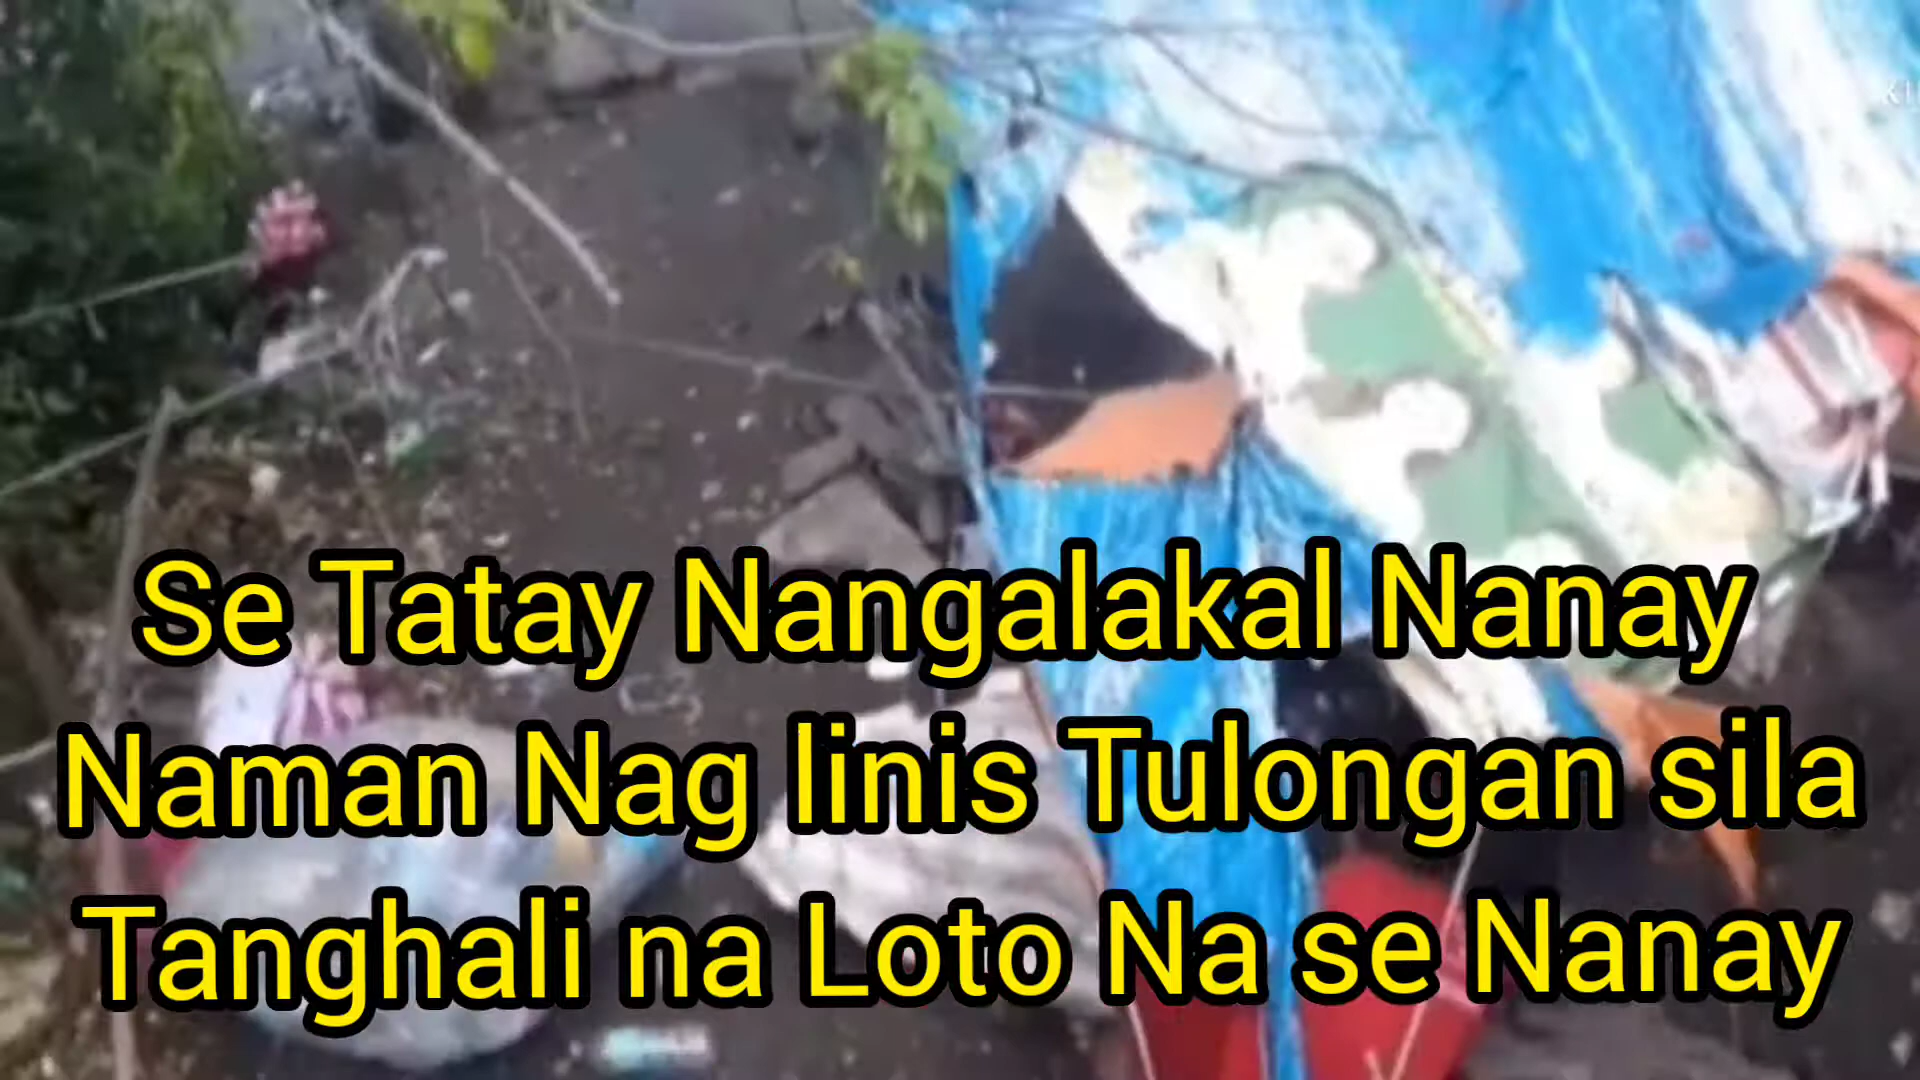 Se Tatay Nangalakal Nanay
Naman Nag linis Tulongan sila
Tanghali na Loto Na se Nanay